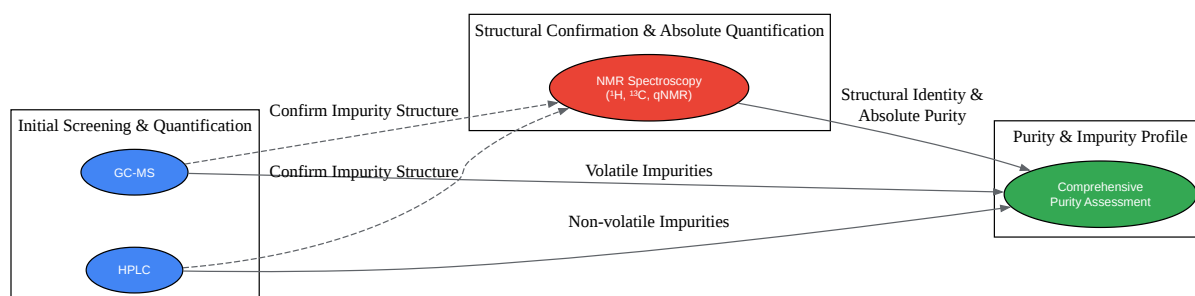 Structural Confirmation & Absolute Quantification
NMR Spectroscopy
(¹H, ¹³C, qNMR)
Structural Identity &
Absolute Purity
Confirm Impurity Structure
Initial Screening & Quantification
GC-MS
Confirm Impurity Structure
Volatile Impurities
Purity & Impurity Profile
Comprehensive
Purity Assessment
Non-volatile Impurities
HPLC